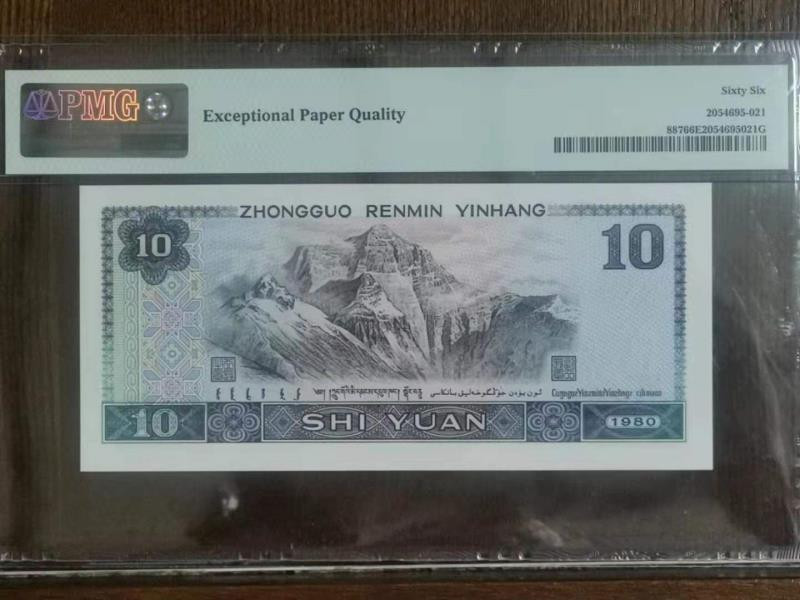 PMG
Exceptional Paper Quality
Sixty Six
2054695-021
88766E2054695021G
ZHONGGUO RENMIN YINHANG
10
10
10
SHI YUAN
1980